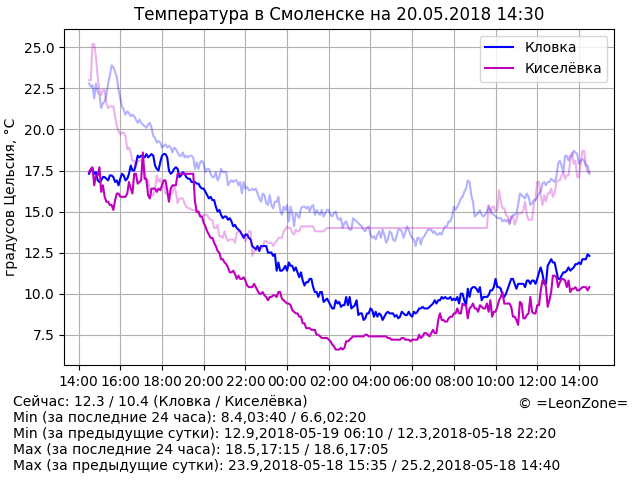 Температура в Смоленске на 20.05.2018 14:30
Кловка
Киселёвка
градусов Цельсия, °C
25.0
22.5
20.0
17.5
15.0
12.5
10.0
7.5
14:00 16:00 18:00 20:00 22:00 00:00 02:00 04:00 06:00 08:00 10:00 12:00 14:00
Сейчас: 12.3 / 10.4 (Кловка / Киселёвка)
© =LeonZone=
Min (за последние 24 часа): 8.4,03:40 / 6.6,02:20
Min (за предыдущие сутки): 12.9,2018-05-19 06:10 / 12.3,2018-05-18 22:20
Max (за последние 24 часа): 18.5,17:15 / 18.6,17:05
Max (за предыдущие сутки): 23.9,2018-05-18 15:35 / 25.2,2018-05-18 14:40